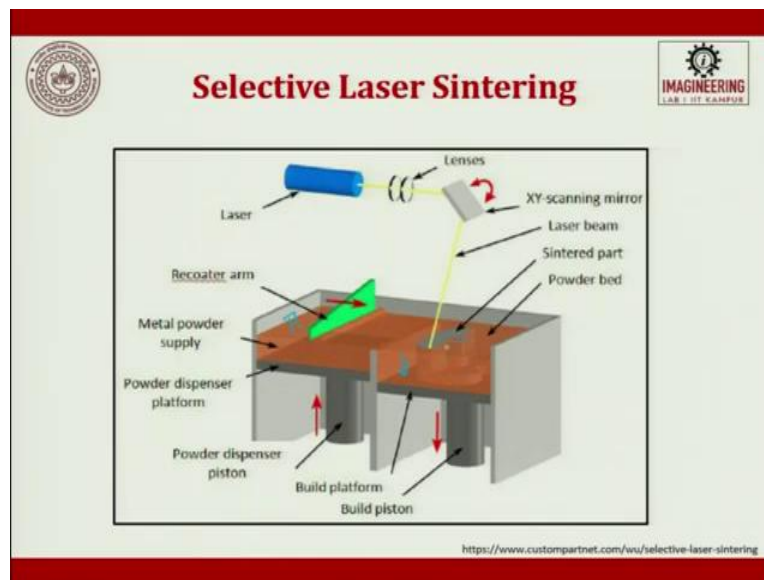 Selective Laser Sintering
IMAGINEERING
LAB I IIT KANPUR
Lenses
Laser
XY-scanning mirror
Laser beam
Sintered part
Powder bed
Recoater arm
Metal powder
supply
Powder dispenser
platform
Powder dispenser
piston
Build platform
Build piston
https://www.custompartnet.com/wu/selective-laser-sintering